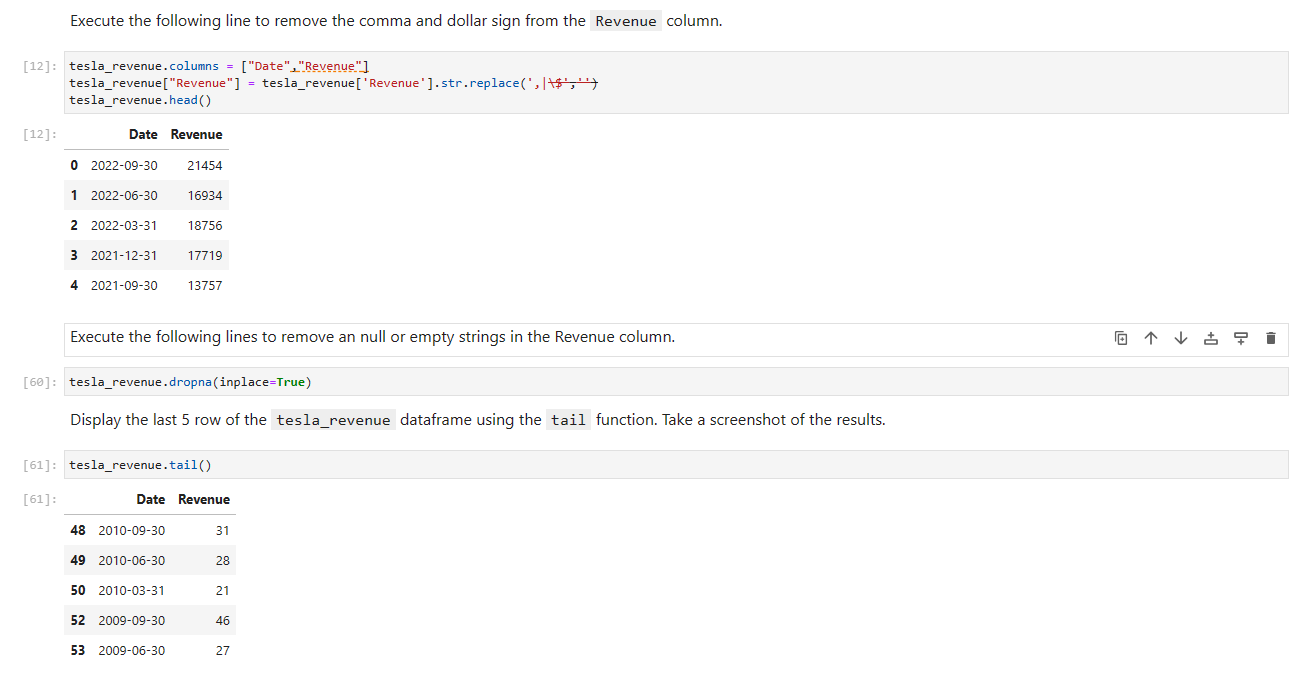 Execute the following line to remove the comma and dollar sign from the Revenue column.
[12]: tesla_revenue.columns = ["Date","Revenue"]
tesla_revenue["Revenue"] = tesla_revenue['Revenue'].str.replace(',|\$','')
tesla_revenue.head()
[12]: Date Revenue
0 2022-09-30 21454
1 2022-06-30 16934
2 2022-03-31 18756
3 2021-12-31 17719
4 2021-09-30 13757
Execute the following lines to remove an null or empty strings in the Revenue column.
[60]: tesla_revenue.dropna(inplace=True)
Display the last 5 row of the tesla_revenue dataframe using the tail function. Take a screenshot of the results.
[61]: tesla_revenue.tail()
[61]: Date Revenue
48 2010-09-30 31
49 2010-06-30 28
50 2010-03-31 21
52 2009-09-30 46
53 2009-06-30 27